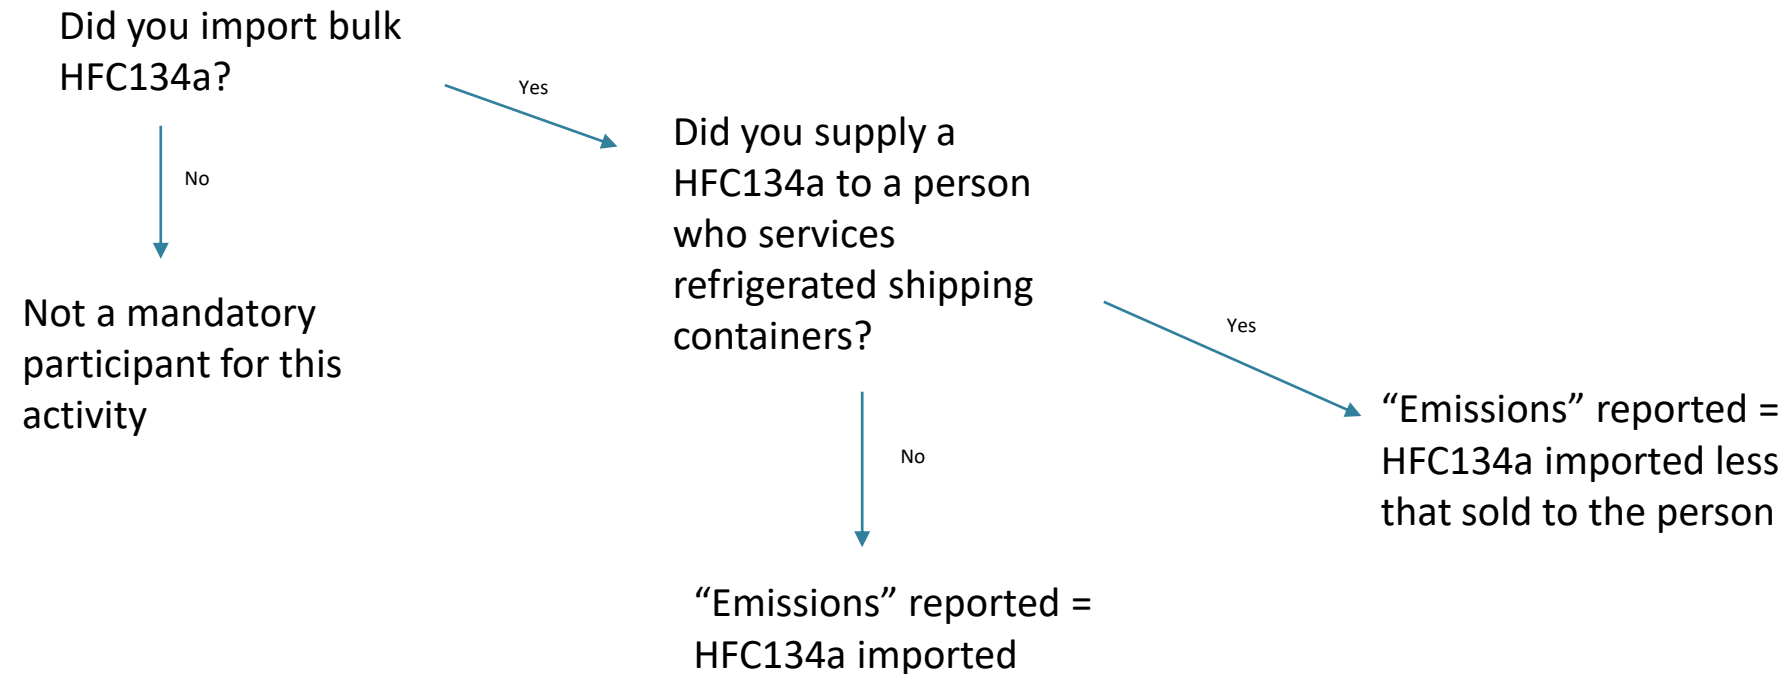 Did you import bulk
HFC134a?
Yes
No
Did you supply a
HFC134a to a person
who services
refrigerated shipping
containers?
Not a mandatory
participant for this
activity
Yes
No
“Emissions” reported =
HFC134a imported less
that sold to the person
“Emissions” reported =
HFC134a imported